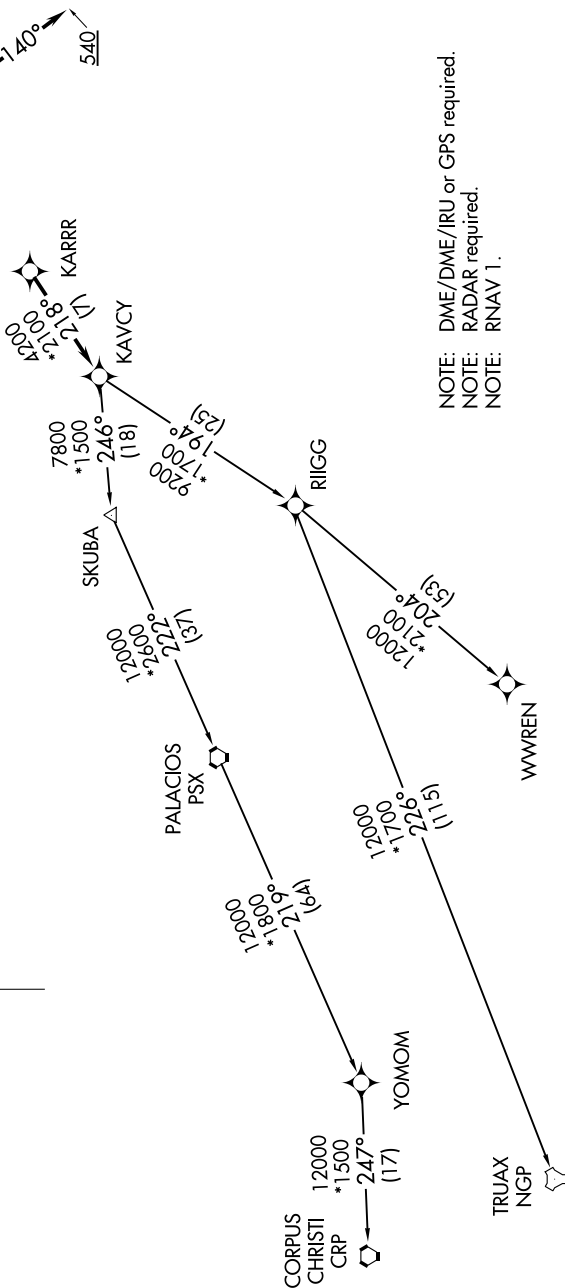 140°
540
KARRR
4200
*2100
218°
(7)
KAVCY
7800
*1500
246°
(18)
SKUBA
9200
*1700
194°
(25)
RIIGG
12000
*2600
222°
(37)
PALACIOS
PSX
12000
*2100
204°
(53)
WWREN
12000
*1700
226°
(115)
12000
*1800
219°
(64)
YOMOM
12000
*1500
247°
(17)
CORPUS
CHRISTI
CRP
TRUAX
NGP
NOTE: DME/DME/IRU or GPS required.
NOTE: RADAR required.
NOTE: RNAV 1.